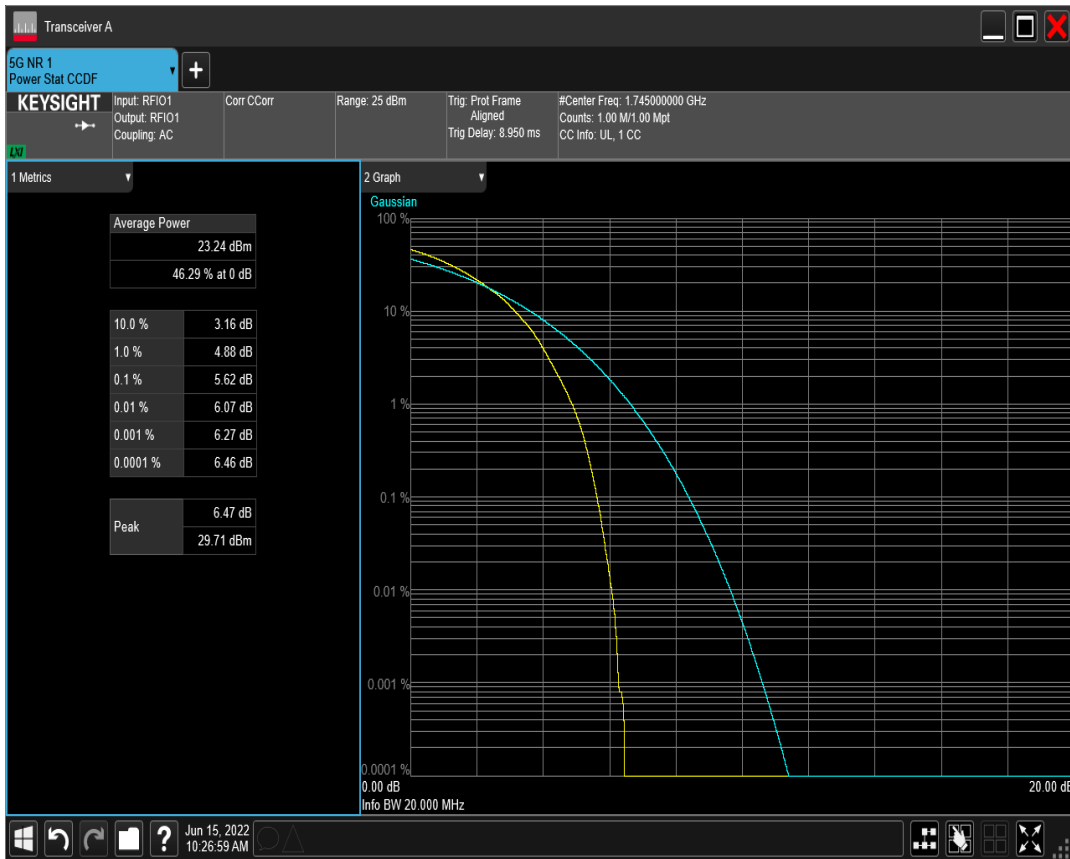 Transceiver A
5G NR 1
Power Stat CCDF
+
KEYSIGHT
LXI
Input: RFIO1
Output: RFIO1
Coupling: AC
Corr CCorr
Range: 25 dBm
Trig: Prot Frame
Aligned
Trig Delay: 8.950 ms
#Center Freq: 1.745000000 GHz
Counts: 1.00 M/1.00 Mpt
CC Info: UL, 1 CC
1 Metrics
Average Power
23.24 dBm
46.29 % at 0 dB
10.0 % 3.16 dB
1.0 % 4.88 dB
0.1 % 5.62 dB
0.01 % 6.07 dB
0.001 % 6.27 dB
0.0001 % 6.46 dB
Peak
6.47 dB
29.71 dBm
2 Graph
Gaussian
100 %
10 %
1 %
0.1 %
0.01 %
0.001 %
0.0001 %
0.00 dB 20.00 dB
Info BW 20.000 MHz
?
Jun 15, 2022
10:26:59 AM